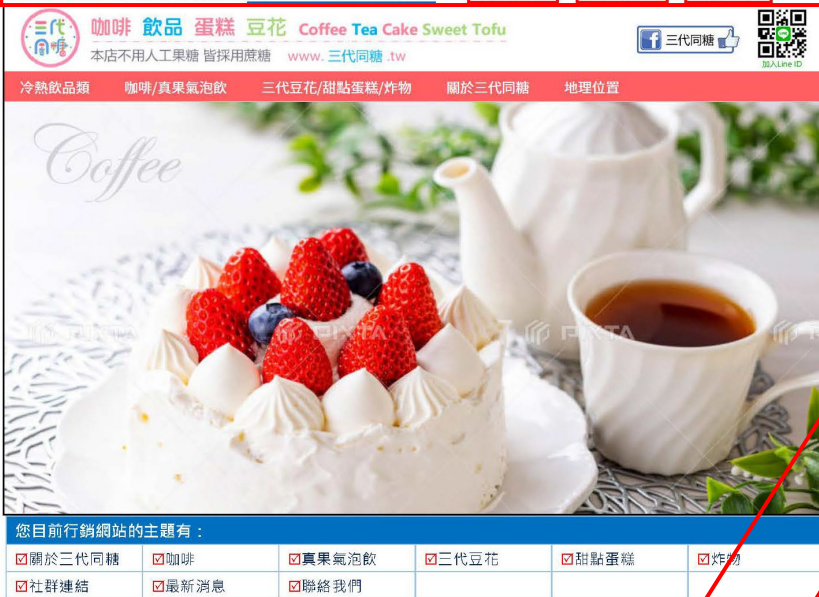 三代同糖
咖啡 飲品 蛋糕 豆花 Coffee Tea Cake Sweet Tofu
本店不用人工果糖 皆採用蔗糖 www. 三代同糖 .tw
三代同糖
加入Line ID
冷熱飲品類 咖啡/真果氣泡飲 三代豆花/甜點蛋糕/炸物 關於三代同糖 地理位置
Coffee
PIXTA
PIXTA
您目前行銷網站的主題有：
☑關於三代同糖 ☑咖啡 ☑真果氣泡飲 ☑三代豆花 ☑甜點蛋糕 ☑炸物
☑社群連結 ☑最新消息 ☑聯絡我們